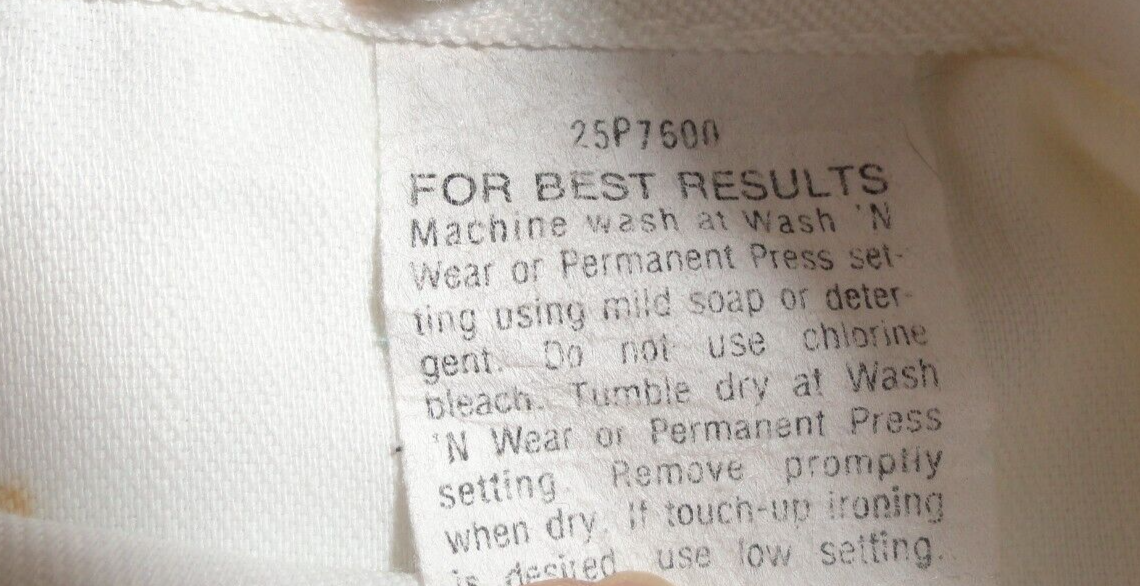 25P7600
FOR BEST RESULTS
Machine wash at Wash 'N
Wear or Permanent Press set-
ting using mild soap or deter-
gent. Do not use chlorine
bleach. Tumble dry at Wash
'N Wear or Permanent Press
setting. Remove promptly
when dry. If touch-up ironing
is desired use low setting.